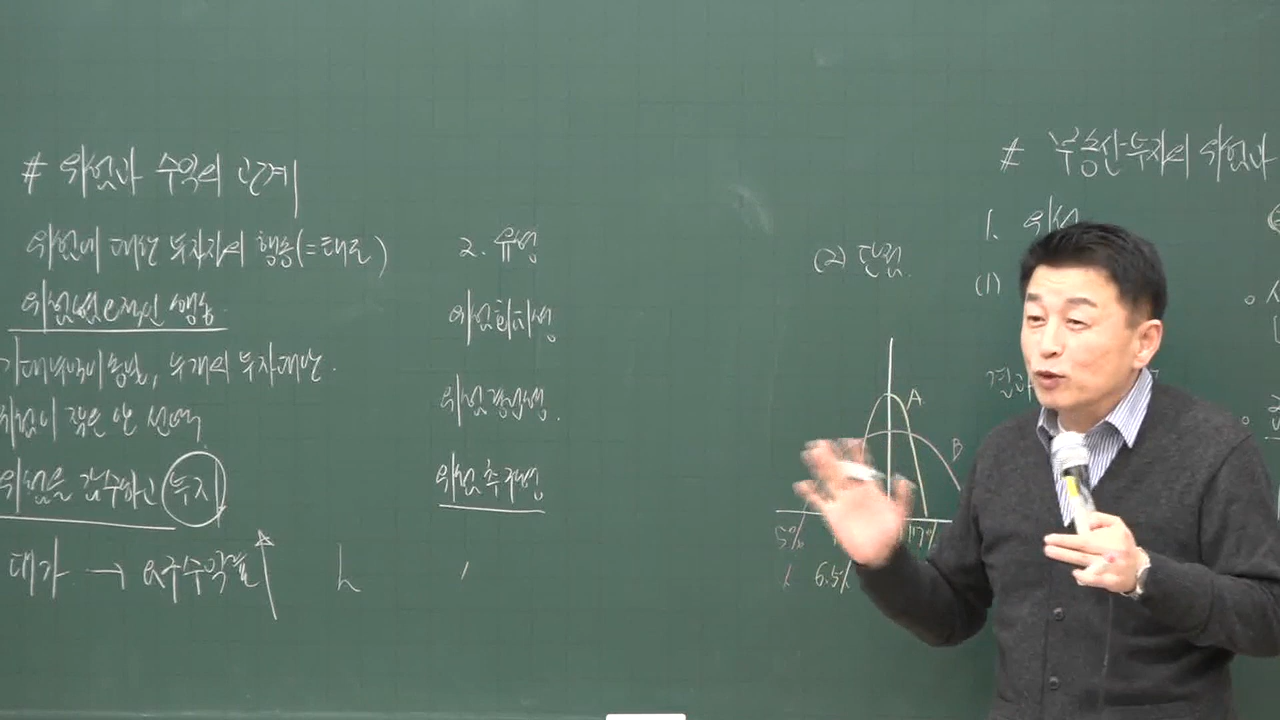 # 위험과 수익의 관계
위험에 대한 투자자의 행동(=태도)
위험회피적인 행동
기대수익이 동일, 두개의 투자대안
위험이 작은 안 선택
위험을 감수하고 투자
대가 → 요구수익률↑
2. 유형
위험회피형
위험중립형
위험추구형
# 부동산투자의 위험과
1. 위험
(1)
(2) 단점
A
B
5%
17%
6.5%